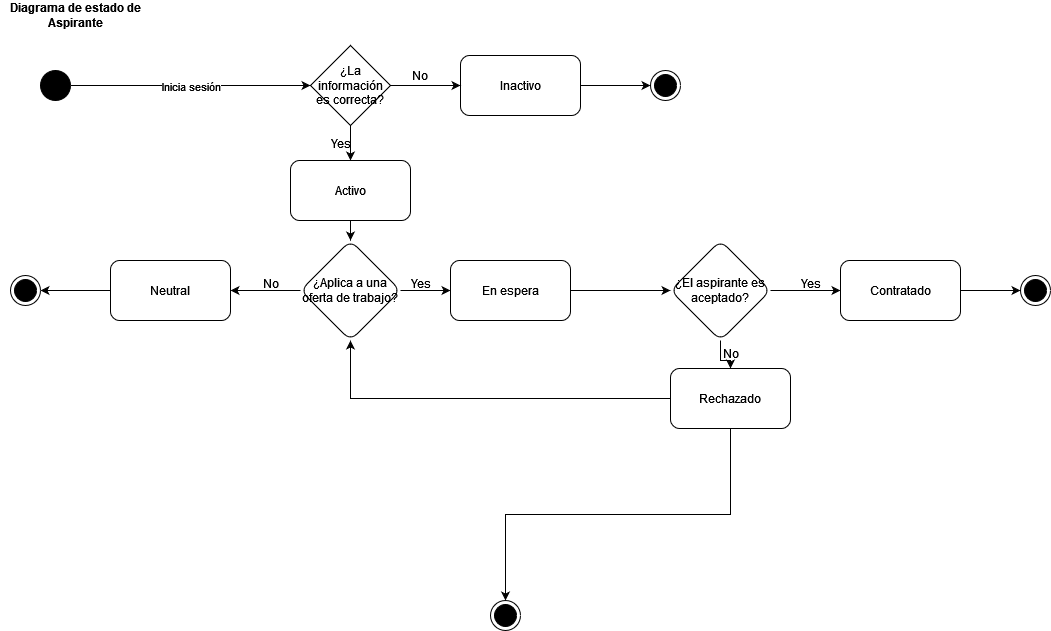 Diagrama de estado de
Aspirante
Inicia sesión
¿La
información
es correcta?
No
Inactivo
Yes
Activo
Neutral
No
¿Aplica a una
oferta de trabajo?
Yes
En espera
¿El aspirante es
aceptado?
Yes
Contratado
No
Rechazado